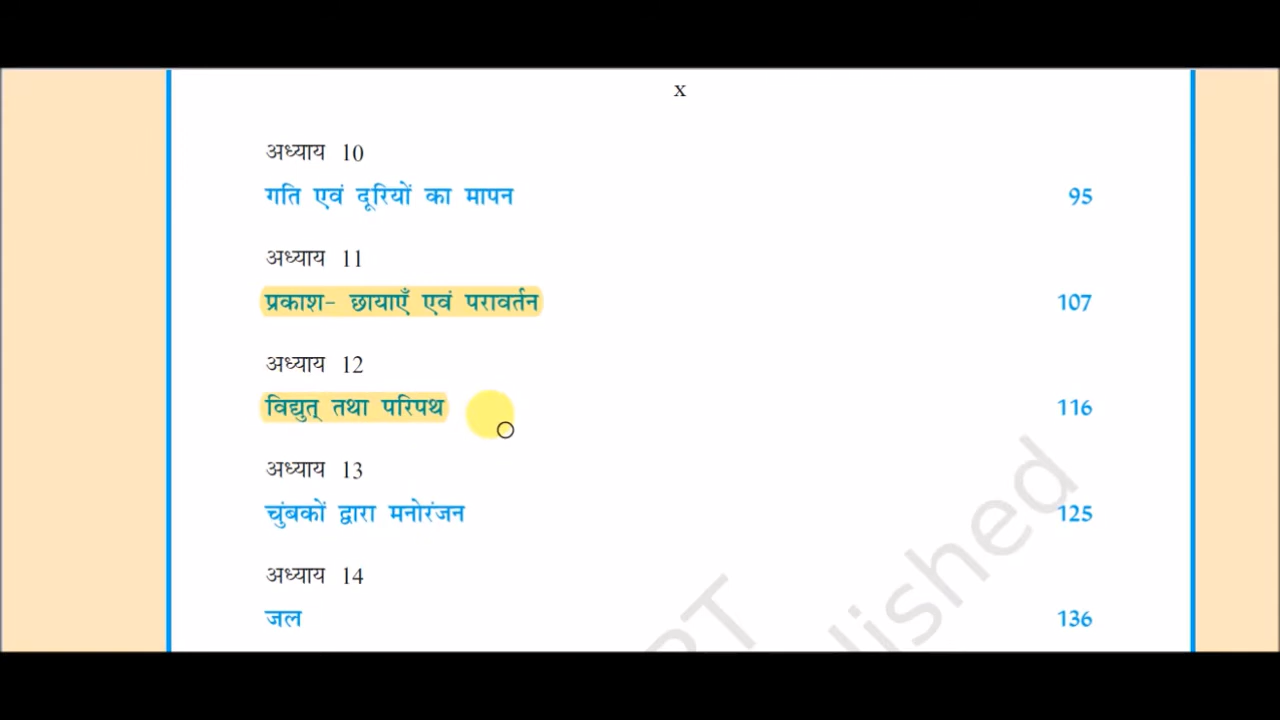 x
अध्याय 10
गति एवं दूरियों का मापन 95
अध्याय 11
प्रकाश- छायाएँ एवं परावर्तन 107
अध्याय 12
विद्युत् तथा परिपथ 116
अध्याय 13
चुंबकों द्वारा मनोरंजन 125
अध्याय 14
जल 136